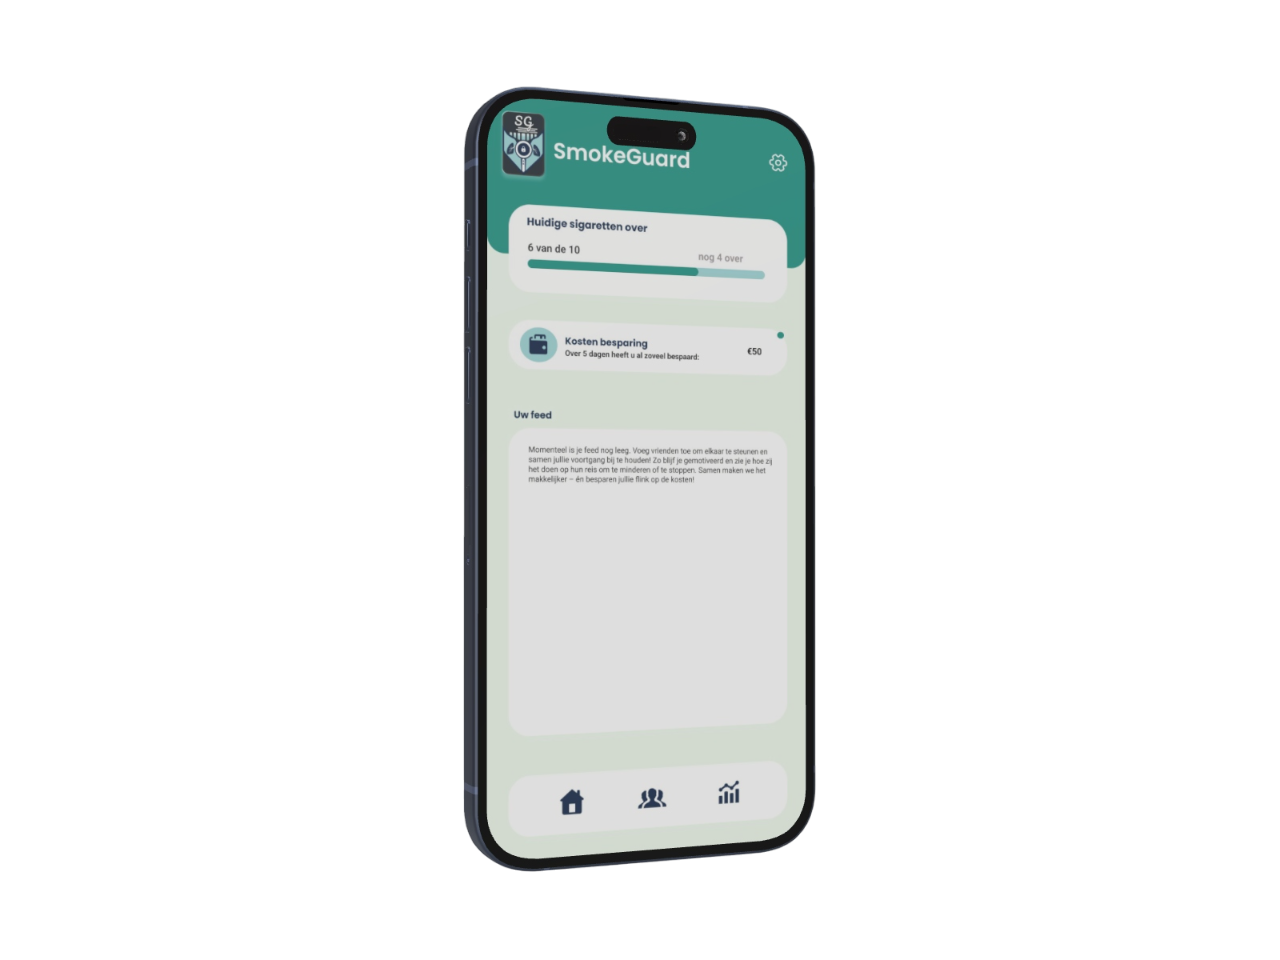 SG
SmokeGuard
Huidige sigaretten over
6 van de 10
nog 4 over
Kosten besparing
Over 5 dagen heeft u al zoveel bespaard:
€50
Uw feed
Momenteel is je feed nog leeg. Voeg vrienden toe om elkaar te steunen en
samen jullie voortgang bij te houden! Zo blijf je gemotiveerd en zie je hoe zij
het doen op hun reis om te minderen of te stoppen. Samen maken we het
makkelijker – én besparen jullie flink op de kosten!